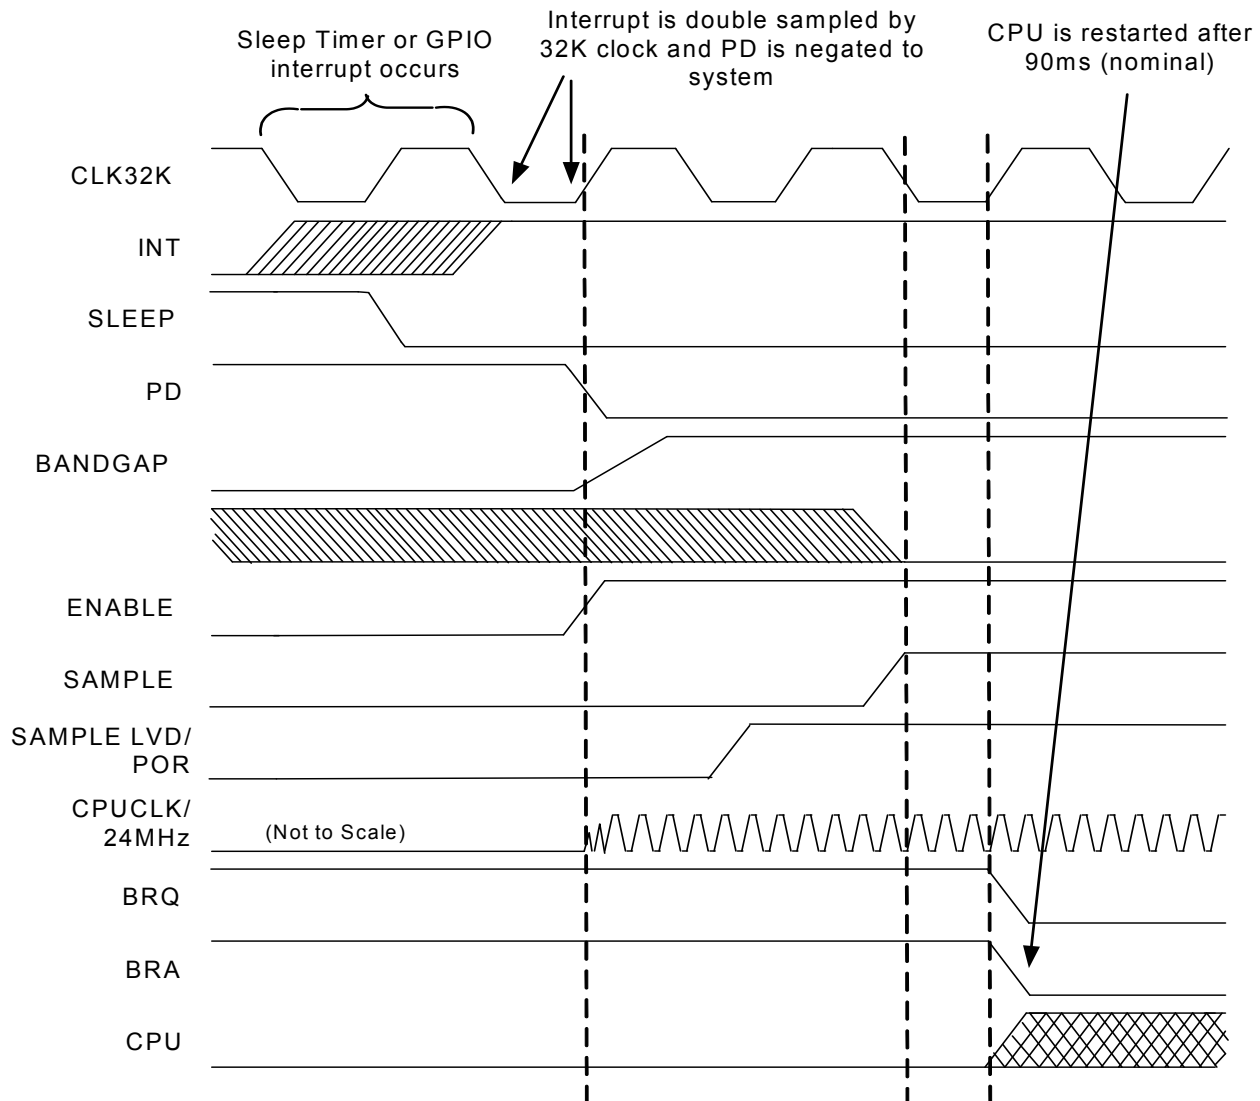 Sleep Timer or GPIO
interrupt occurs
Interrupt is double sampled by
32K clock and PD is negated to
system
CPU is restarted after
90ms (nominal)
CLK32K
INT
SLEEP
PD
BANDGAP
ENABLE
SAMPLE
SAMPLE LVD/
POR
CPUCLK/
24MHz
(Not to Scale)
BRQ
BRA
CPU